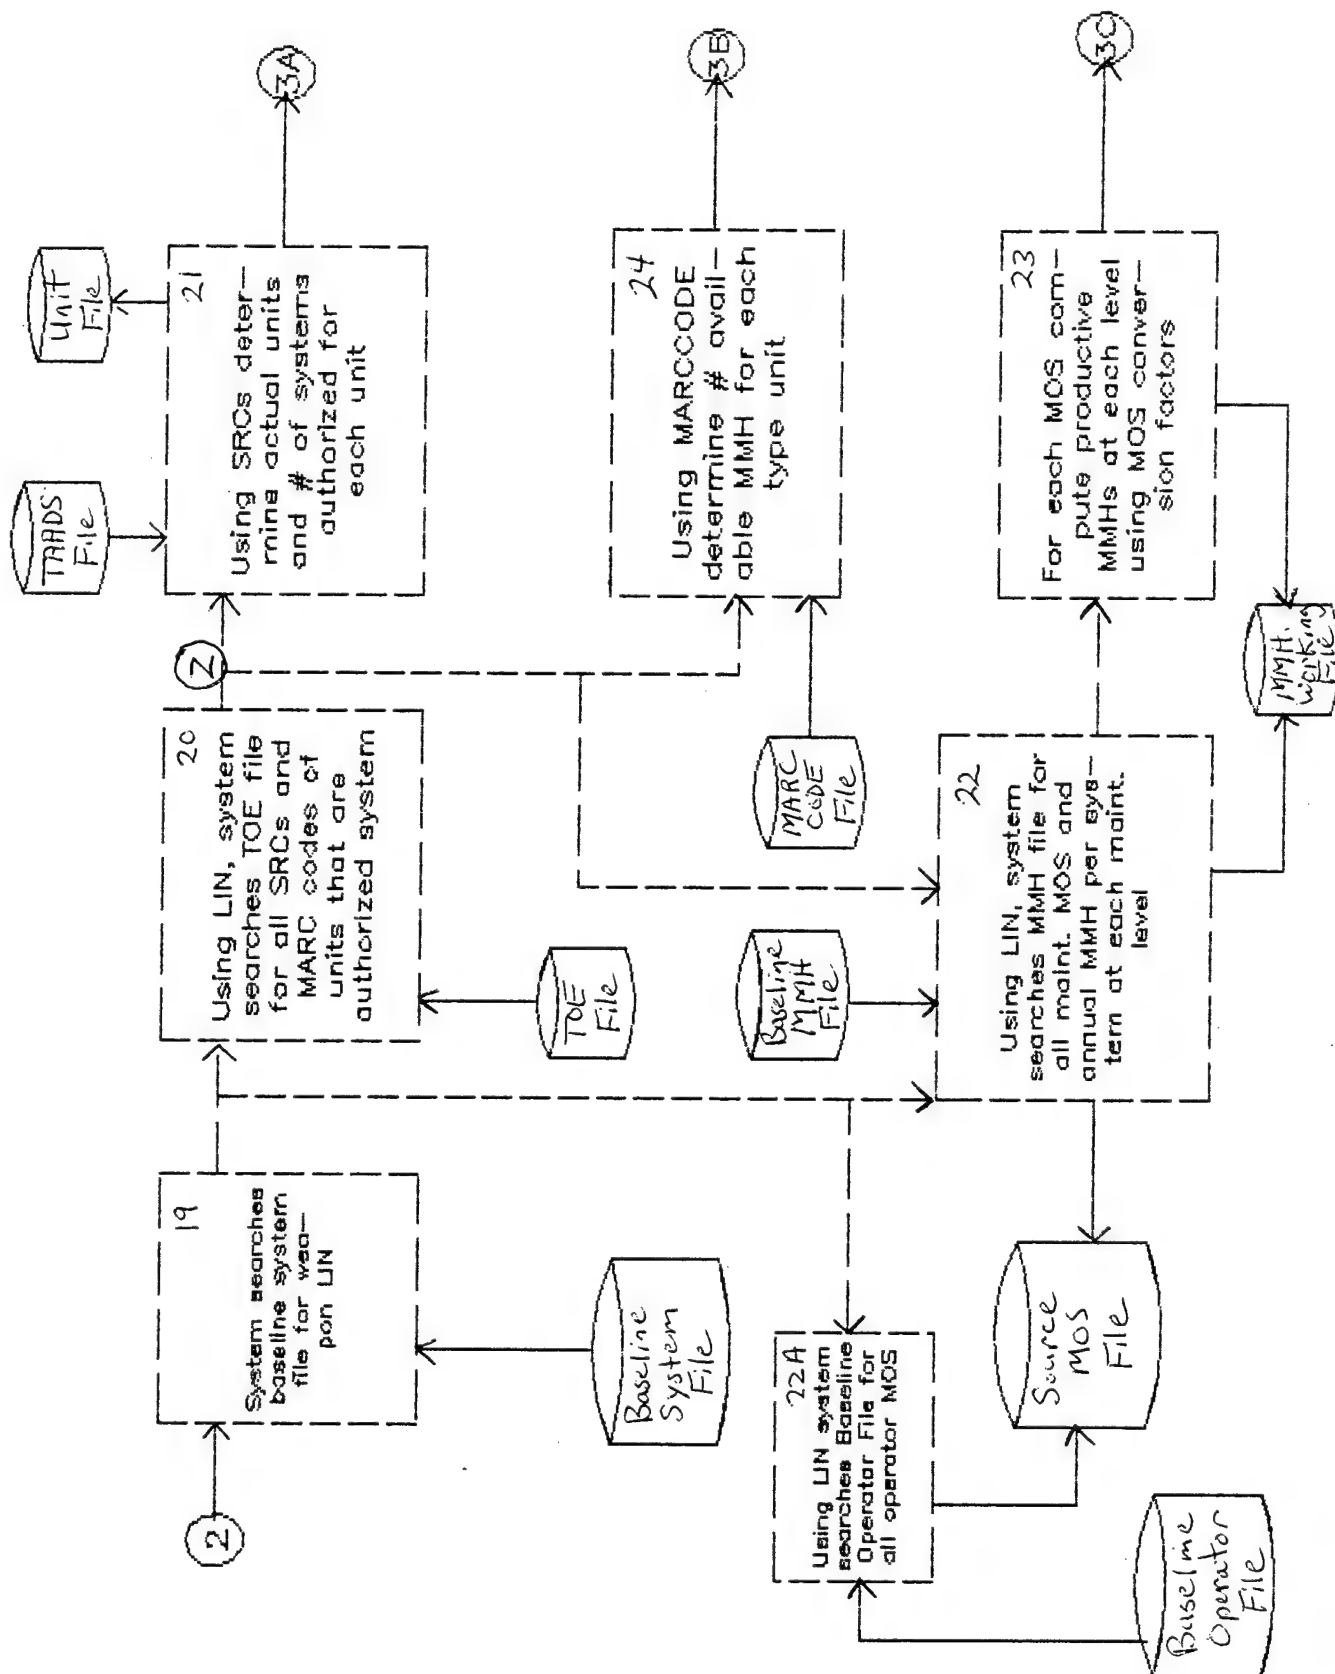 2
19
System searches
baseline system
file for wea—
pon LIN
Baseline
System
File
20
Using LIN, system
searches TOE file
for all SRCs and
MARC codes of
units that are
authorized system
TOE
File
Z
TAADS
File
Unit
File
21
Using SRCs deter—
mine actual units
and # of systems
authorized for
each unit
3A
24
Using MARCCODE
determine # avail—
able MMH for each
type unit
MARC
CODE
File
3B
22A
Using LIN system
searches Baseline
Operator File for
all operator MOS
Baseline
Operator
File
Source
MOS
File
Baseline
MMH
File
22
Using LIN, system
searches MMH file for
all maint. MOS and
annual MMH per sys—
tem at each maint.
level
23
For each MOS com—
pute productive
MMHs at each level
using MOS conver—
sion factors
MMH.
Working
File
3C